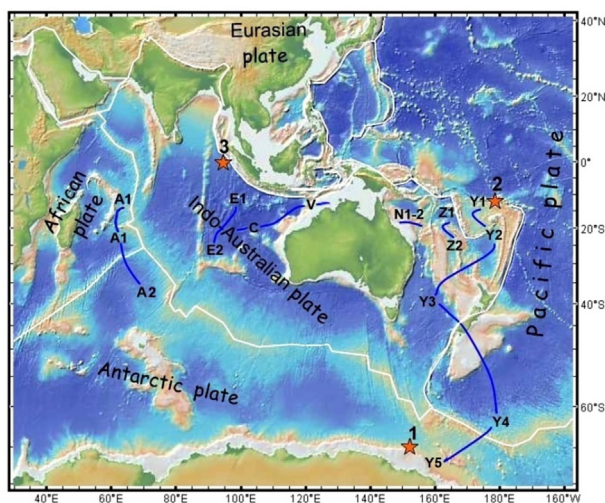 Eurasian
plate
40°N
20°N
0°
20°S
40°S
60°S
African
plate
Indo-Australian plate
Antarctic plate
Pacific plate
3
2
1
A1
A1
A2
E1
E2
C
V
N1-2
Z1
Z2
Y1
Y2
Y3
Y4
Y5
40°E 60°E 80°E 100°E 120°E 140°E 160°E 180° 160°W